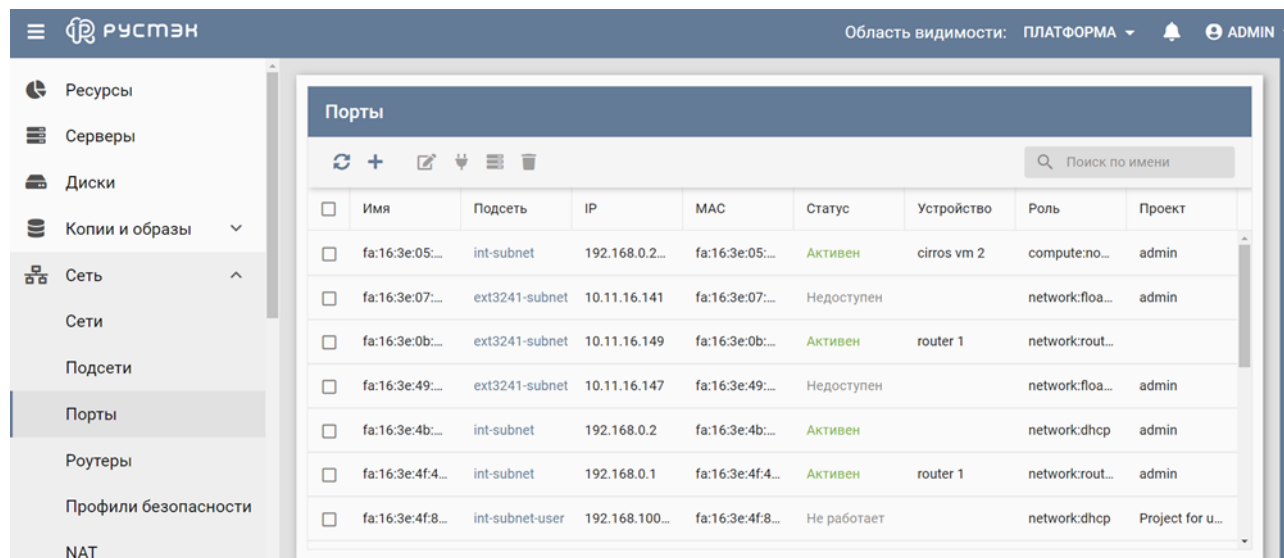 РУСТЭК
Область видимости: ПЛАТФОРМА ADMIN
Ресурсы
Серверы
Диски
Копии и образы
Сеть
Сети
Подсети
Порты
Роутеры
Профили безопасности
NAT
Порты
Поиск по имени
Имя Подсеть IP MAC Статус Устройство Роль Проект
fa:16:3e:05:... int-subnet 192.168.0.2... fa:16:3e:05:... Активен cirros vm 2 compute:no... admin
fa:16:3e:07:... ext3241-subnet 10.11.16.141 fa:16:3e:07:... Недоступен network:floa... admin
fa:16:3e:0b:... ext3241-subnet 10.11.16.149 fa:16:3e:0b:... Активен router 1 network:rout...
fa:16:3e:49:... ext3241-subnet 10.11.16.147 fa:16:3e:49:... Недоступен network:floa... admin
fa:16:3e:4b:... int-subnet 192.168.0.2 fa:16:3e:4b:... Активен network:dhcp admin
fa:16:3e:4f:4... int-subnet 192.168.0.1 fa:16:3e:4f:4... Активен router 1 network:rout... admin
fa:16:3e:4f:8... int-subnet-user 192.168.100... fa:16:3e:4f:8... Не работает network:dhcp Project for u...